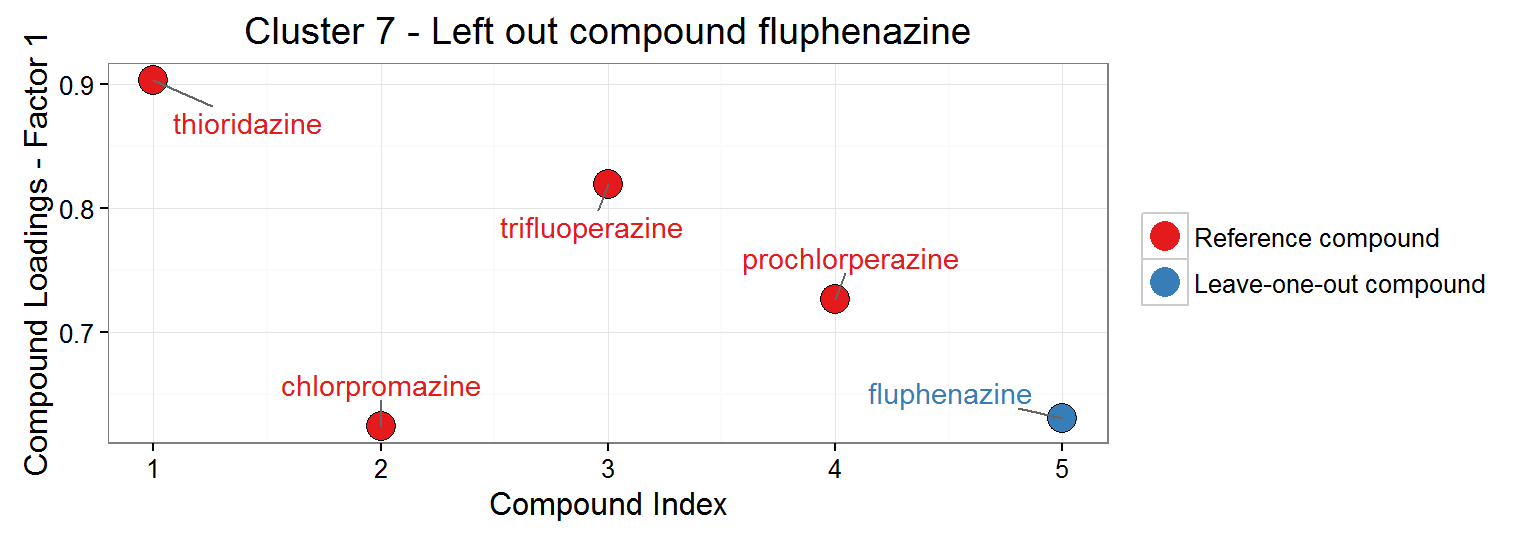 Cluster 7 - Left out compound fluphenazine
Compound Loadings - Factor 1
0.9
0.8
0.7
thioridazine
trifluoperazine
prochlorperazine
chlorpromazine
fluphenazine
1 2 3 4 5
Compound Index
Reference compound
Leave-one-out compound